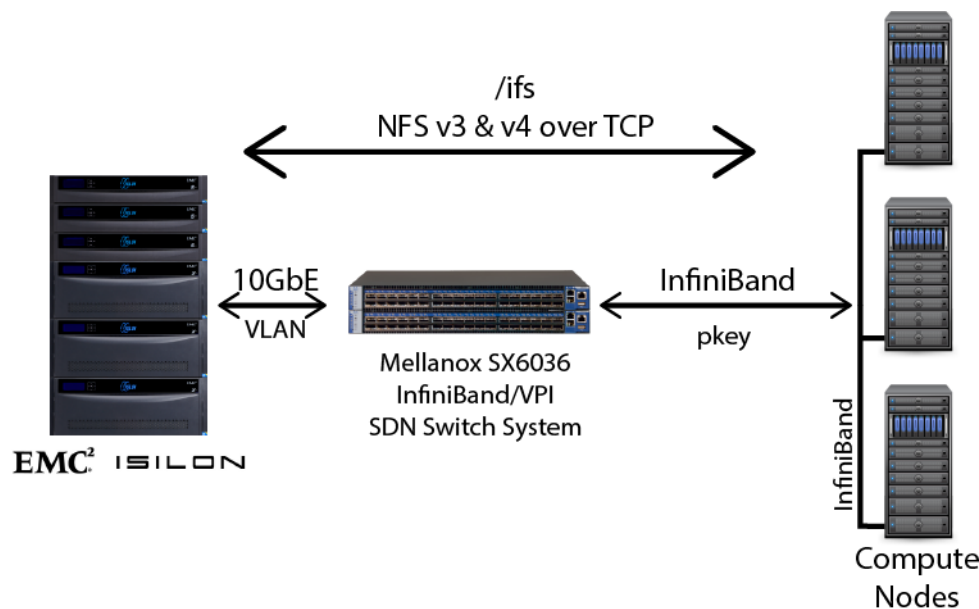 /ifs
NFS v3 & v4 over TCP
10GbE
VLAN
InfiniBand
pkey
Mellanox SX6036
InfiniBand/VPI
SDN Switch System
EMC² ISILON
InfiniBand
Compute
Nodes